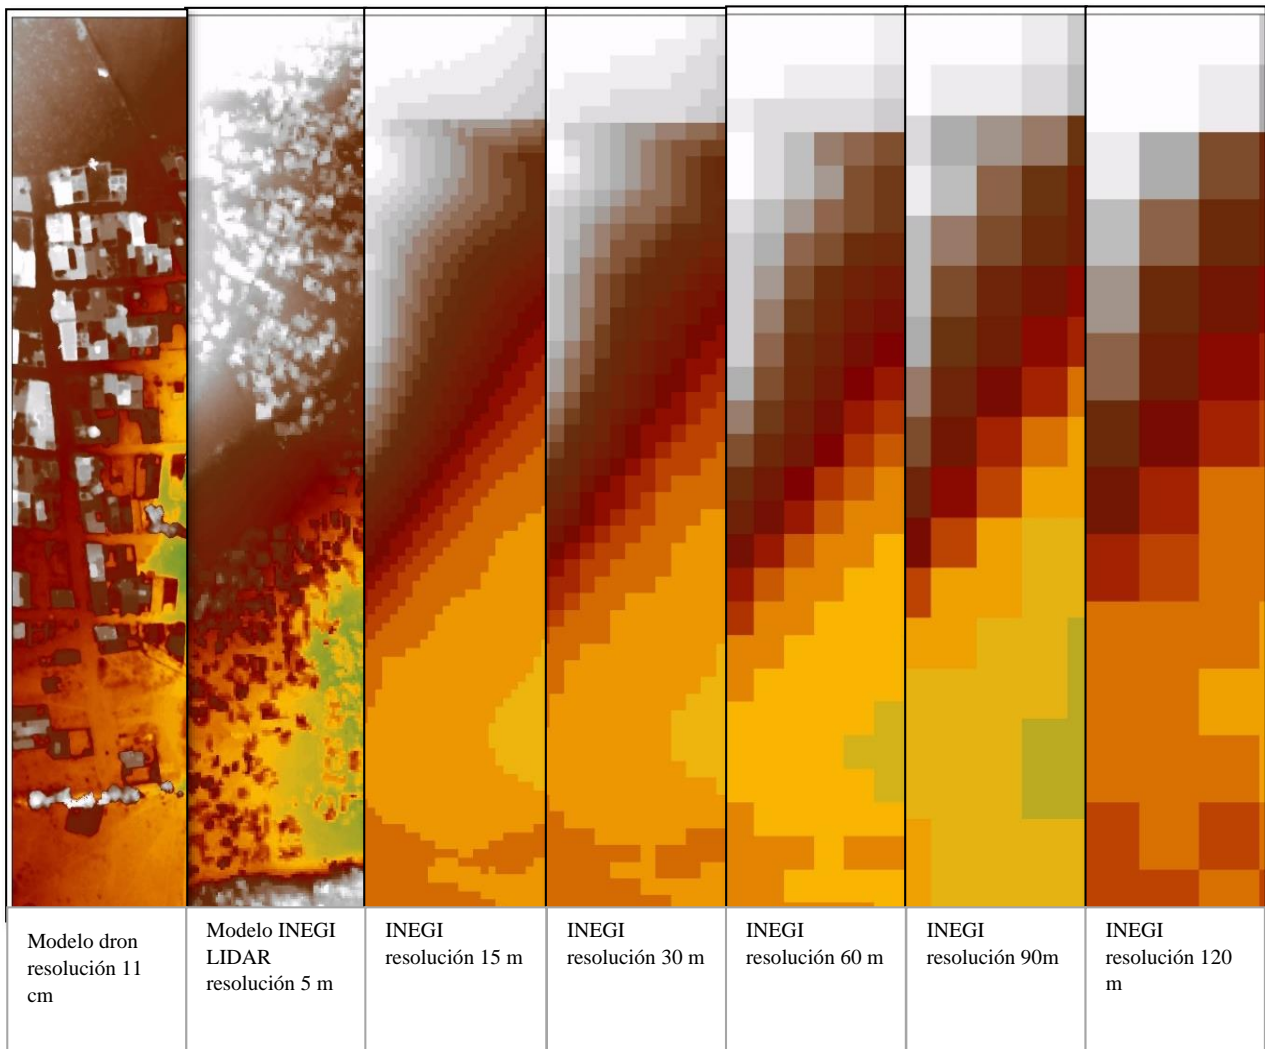 Modelo dron
resolución 11
cm
Modelo INEGI
LIDAR
resolución 5 m
INEGI
resolución 15 m
INEGI
resolución 30 m
INEGI
resolución 60 m
INEGI
resolución 90m
INEGI
resolución 120
m